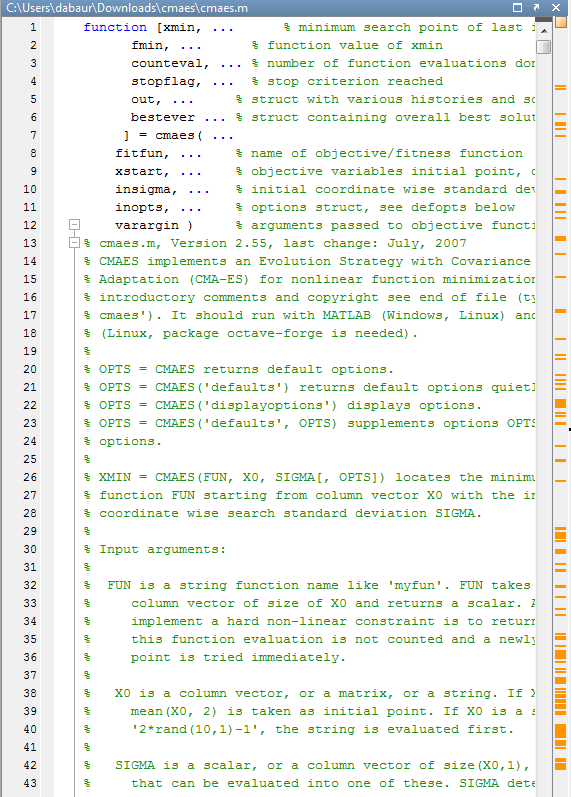 C:\Users\dabaur\Downloads\cmaes\cmaes.m
1 function [xmin, ... % minimum search point of last
2 fmin, ... % function value of xmin
3 counteval, ... % number of function evaluations
4 stopflag, ... % stop criterion reached
5 out, ... % struct with various histories and
6 bestever ... % struct containing overall best
7 ] = cmaes( ...
8 fitfun, ... % name of objective/fitness function
9 xstart, ... % objective variables initial point,
10 insigma, ... % initial coordinate wise standard
11 inopts, ... % options struct, see defopts below
12 varargin ) % arguments passed to objective
13 % cmaes.m, Version 2.55, last change: July, 2007
14 % CMAES implements an Evolution Strategy with Covariance
15 % Adaptation (CMA-ES) for nonlinear function minimization
16 % introductory comments and copyright see end of file
17 % cmaes'). It should run with MATLAB (Windows, Linux) and
18 % (Linux, package octave-forge is needed).
19 %
20 % OPTS = CMAES returns default options.
21 % OPTS = CMAES('defaults') returns default options
22 % OPTS = CMAES('displayoptions') displays options.
23 % OPTS = CMAES('defaults', OPTS) supplements options OPTS
24 % options.
25 %
26 % XMIN = CMAES(FUN, X0, SIGMA[, OPTS]) locates the
27 % function FUN starting from column vector X0 with the
28 % coordinate wise search standard deviation SIGMA.
29 %
30 % Input arguments:
31 %
32 % FUN is a string function name like 'myfun'. FUN takes
33 % column vector of size of X0 and returns a scalar.
34 % implement a hard non-linear constraint is to return
35 % this function evaluation is not counted and a newly
36 % point is tried immediately.
37 %
38 % X0 is a column vector, or a matrix, or a string. If
39 % mean(X0, 2) is taken as initial point. If X0 is a
40 % '2*rand(10,1)-1', the string is evaluated first.
41 %
42 % SIGMA is a scalar, or a column vector of size(X0,1),
43 % that can be evaluated into one of these. SIGMA